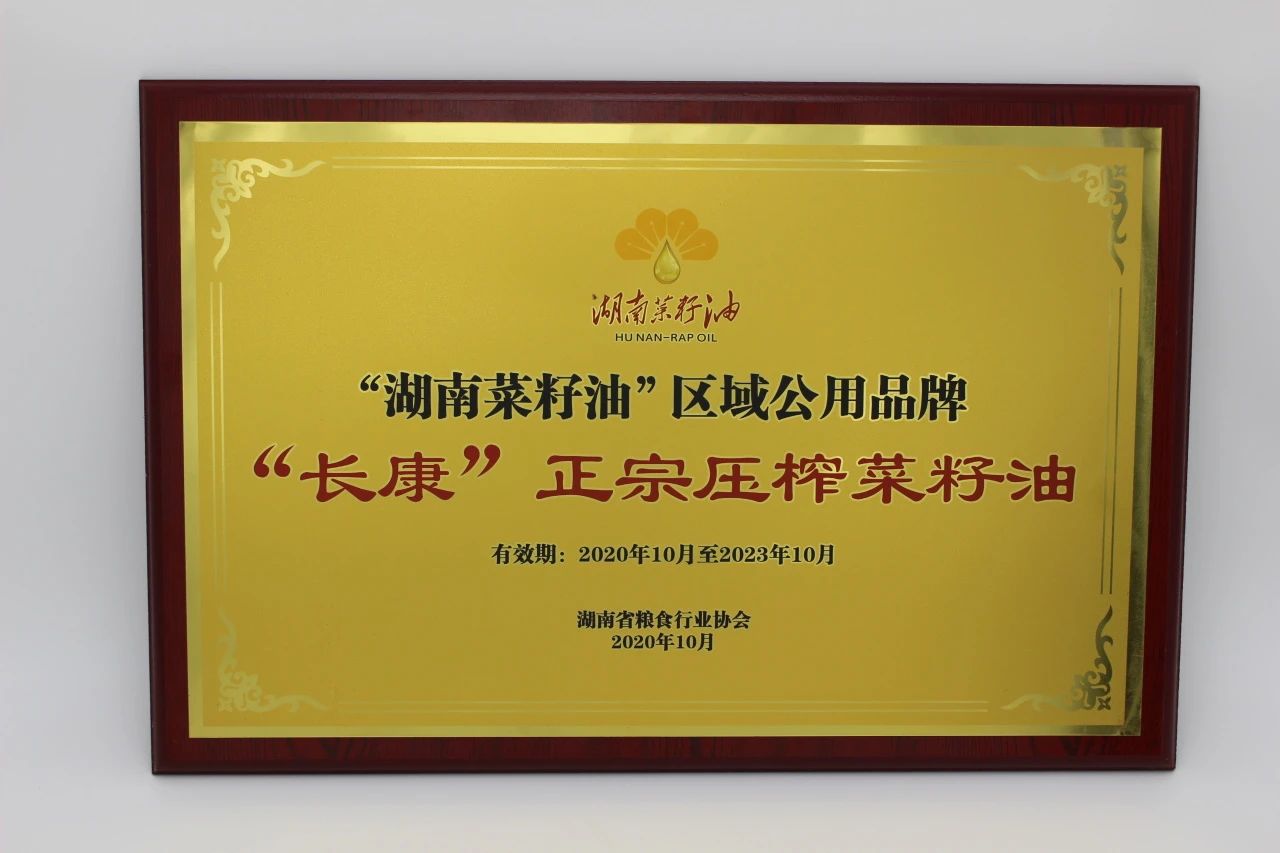 湖南菜籽油
HU NAN-RAP OIL
“湖南菜籽油”区域公用品牌
“长康”正宗压榨菜籽油
有效期：2020年10月至2023年10月
湖南省粮食行业协会
2020年10月